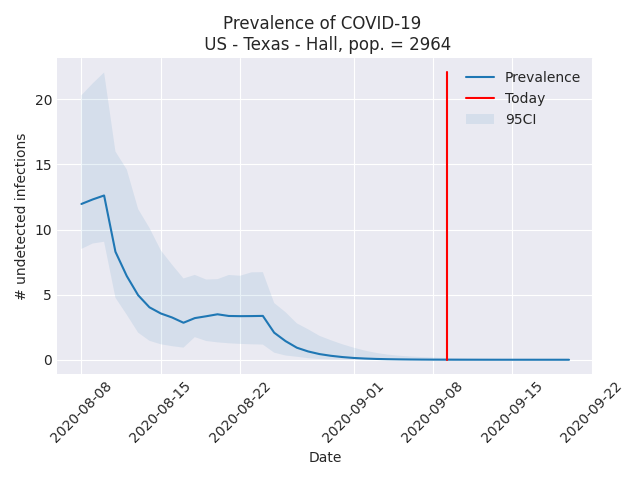 Prevalence of COVID-19
US - Texas - Hall, pop. = 2964
Prevalence
Today
95CI
# undetected infections
20
15
10
5
0
2020-08-08
2020-08-15
2020-08-22
2020-09-01
2020-09-08
2020-09-15
2020-09-22
Date